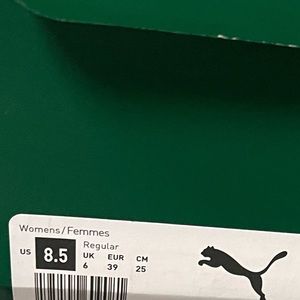 Womens/Femmes
Regular
US 8.5 UK EUR CM
6 39 25